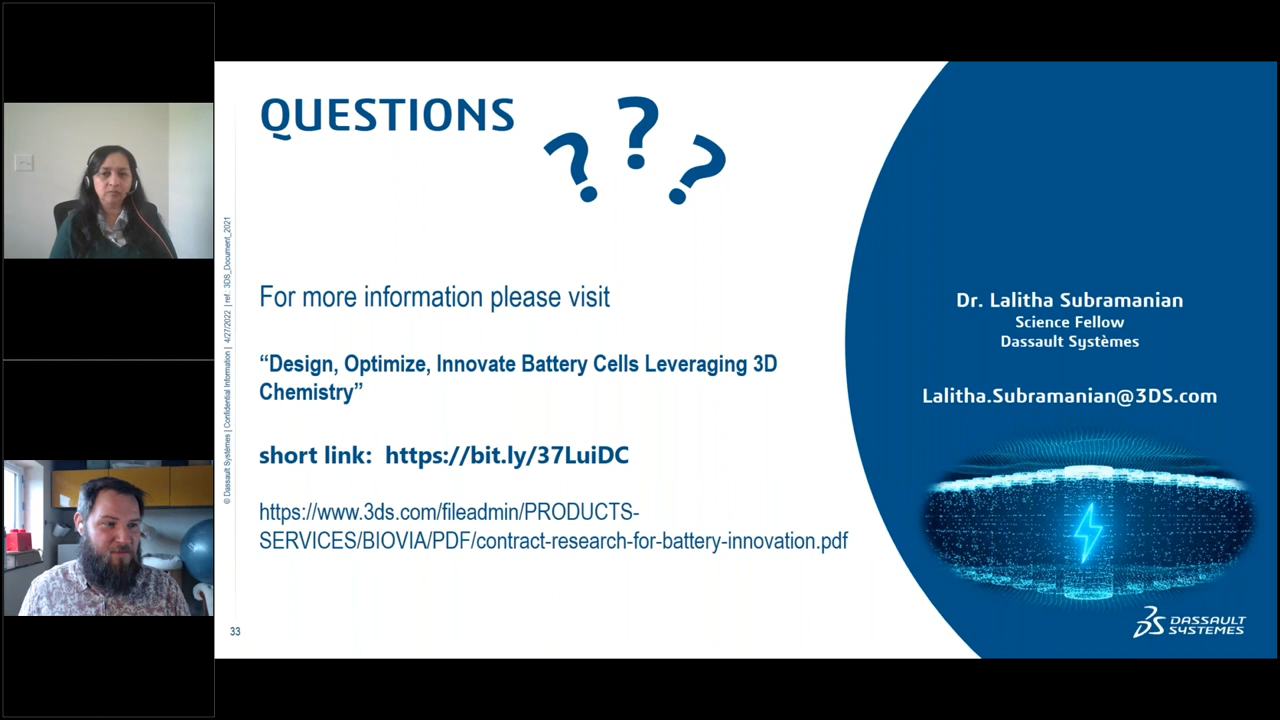 QUESTIONS
? ? ?
For more information please visit
“Design, Optimize, Innovate Battery Cells Leveraging 3D
Chemistry”
short link: https://bit.ly/37LuiDC
https://www.3ds.com/fileadmin/PRODUCTS-
SERVICES/BIOVIA/PDF/contract-research-for-battery-innovation.pdf
Dr. Lalitha Subramanian
Science Fellow
Dassault Systèmes
Lalitha.Subramanian@3DS.com
3DS DASSAULT
SYSTEMES
© Dassault Systèmes | Confidential Information | 4/27/2022 | ref.: 3DS_Document_2021
33